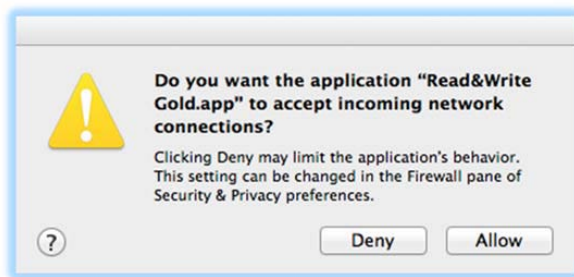 Do you want the application “Read&Write
Gold.app” to accept incoming network
connections?
Clicking Deny may limit the application's behavior.
This setting can be changed in the Firewall pane of
Security & Privacy preferences.
?
Deny
Allow